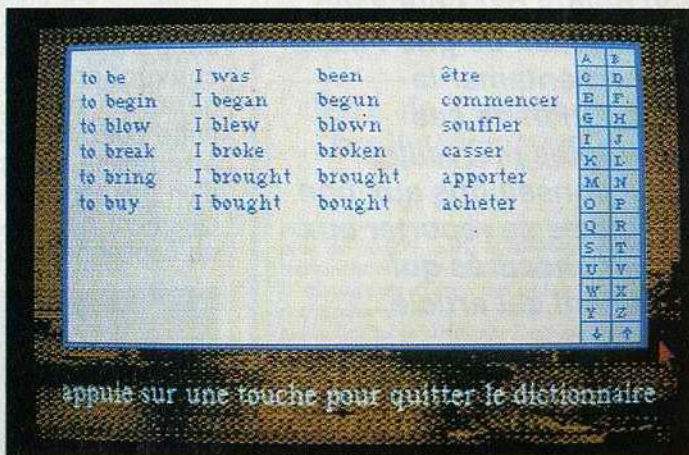 to be I was been être
to begin I began begun commencer
to blow I blew blown souffler
to break I broke broken casser
to bring I brought brought apporter
to buy I bought bought acheter
A B
C D
E F
G H
I J
K L
M N
O P
Q R
S T
U V
W X
Y Z
↓ ↑
appuie sur une touche pour quitter le dictionnaire